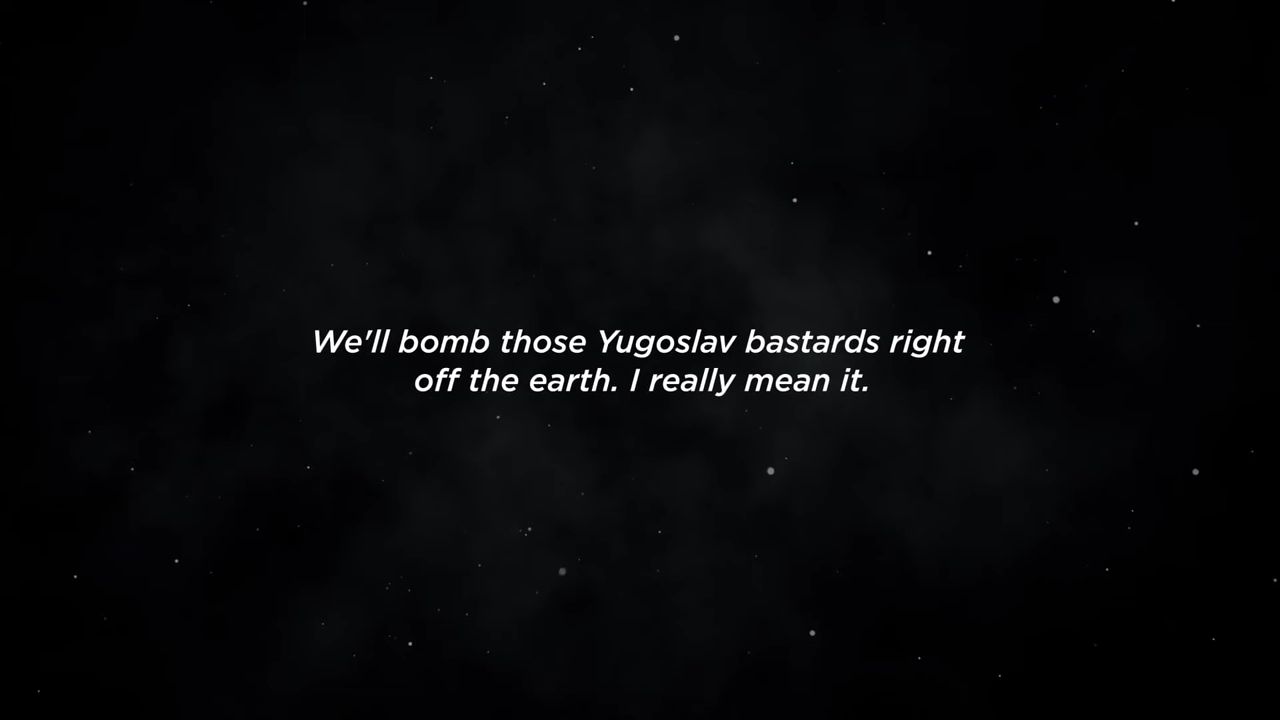 We'll bomb those Yugoslav bastards right
off the earth. I really mean it.